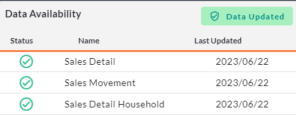 Data Availability
Data Updated
Status Name Last Updated
Sales Detail 2023/06/22
Sales Movement 2023/06/22
Sales Detail Household 2023/06/22